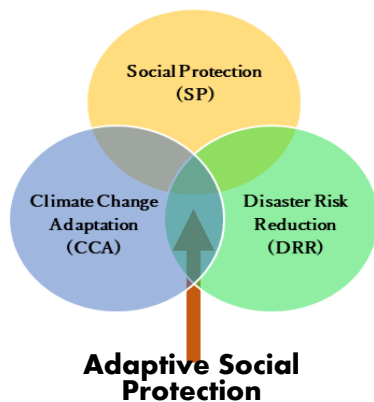 Social Protection
(SP)
Climate Change
Adaptation
(CCA)
Disaster Risk
Reduction
(DRR)
Adaptive Social
Protection